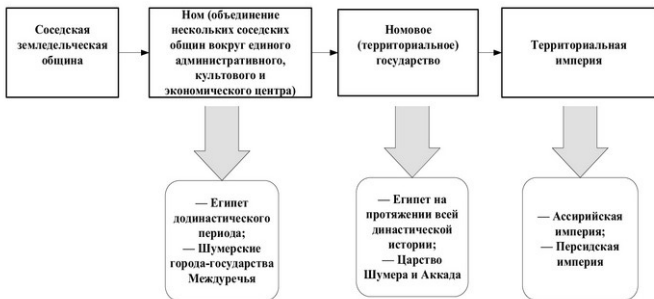 Соседская
земледельческая
община
Ном (объединение
нескольких соседских
общин вокруг единого
административного,
культового и
экономического центра)
Номовое
(территориальное)
государство
Территориальная
империя
— Египет
додинастического
периода;
— Шумерские
города-государства
Междуречья
— Египет на
протяжении всей
династической
истории;
— Царство
Шумера и Аккада
— Ассирийская
империя;
— Персидская
империя